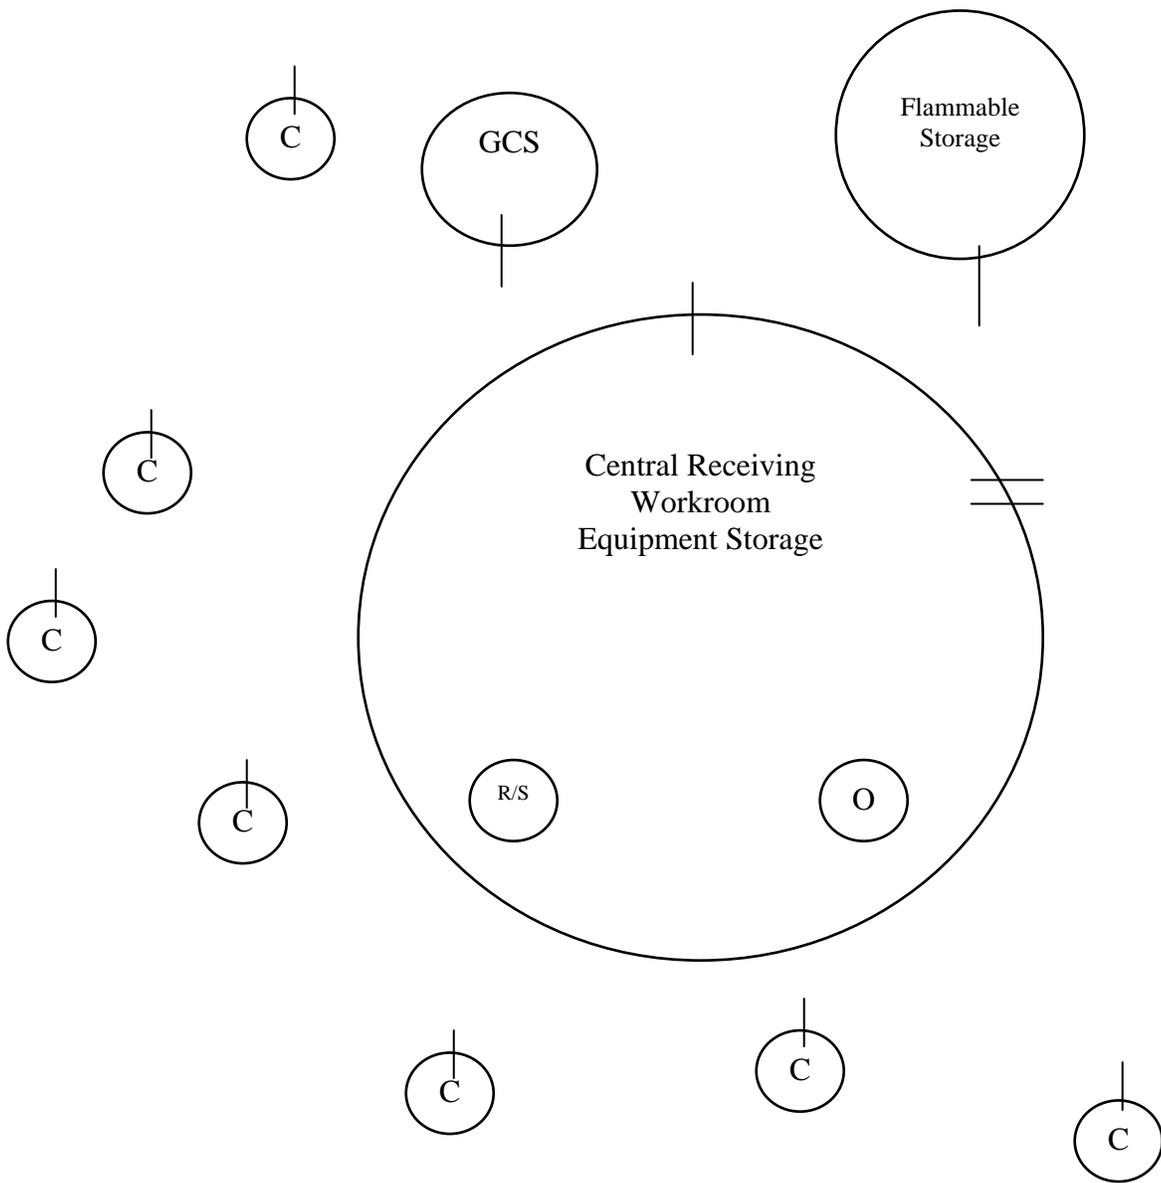 C
GCS
Flammable
Storage
Central Receiving
Workroom
Equipment Storage
C
C
C
R/S
O
C
C
C